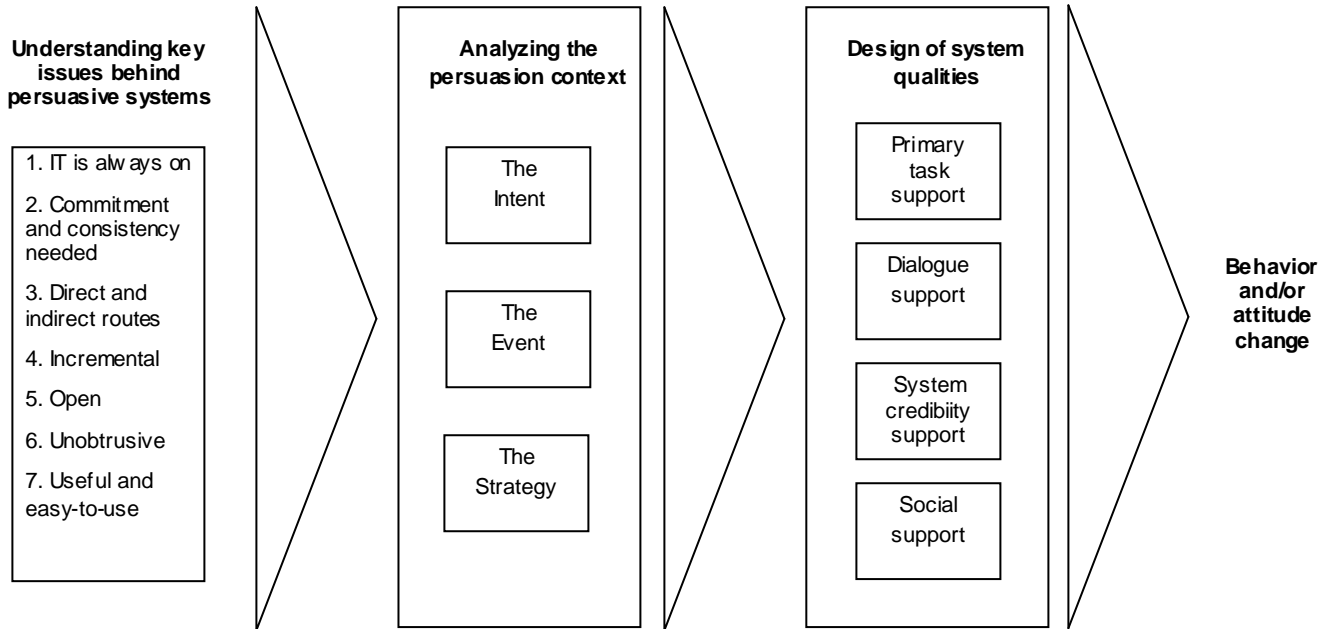 Understanding key
issues behind
persuasive systems
1. IT is always on
2. Commitment
and consistency
needed
3. Direct and
indirect routes
4. Incremental
5. Open
6. Unobtrusive
7. Useful and
easy-to-use
Analyzing the
persuasion context
The
Intent
The
Event
The
Strategy
Design of system
qualities
Primary
task
support
Dialogue
support
System
credibiity
support
Social
support
Behavior
and/or
attitude
change